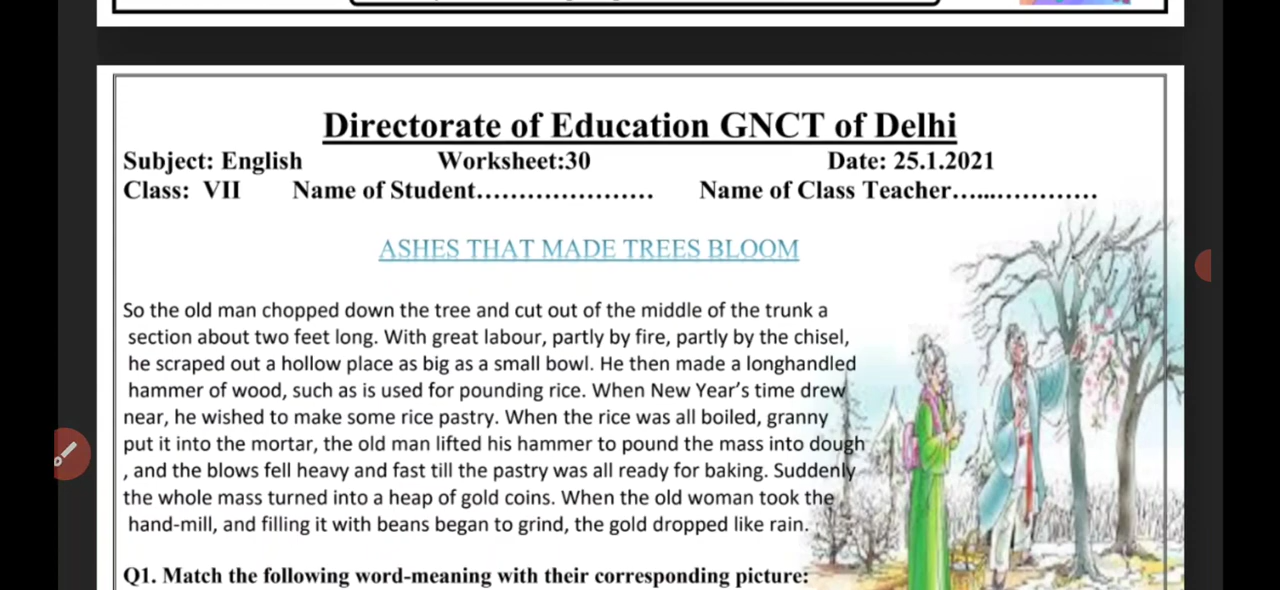 Directorate of Education GNCT of Delhi
Subject: English Worksheet:30 Date: 25.1.2021
Class: VII Name of Student………………… Name of Class Teacher…...…………
ASHES THAT MADE TREES BLOOM
So the old man chopped down the tree and cut out of the middle of the trunk a
section about two feet long. With great labour, partly by fire, partly by the chisel,
he scraped out a hollow place as big as a small bowl. He then made a longhandled
hammer of wood, such as is used for pounding rice. When New Year’s time drew
near, he wished to make some rice pastry. When the rice was all boiled, granny
put it into the mortar, the old man lifted his hammer to pound the mass into dough
, and the blows fell heavy and fast till the pastry was all ready for baking. Suddenly
the whole mass turned into a heap of gold coins. When the old woman took the
hand-mill, and filling it with beans began to grind, the gold dropped like rain.
Q1. Match the following word-meaning with their corresponding picture: